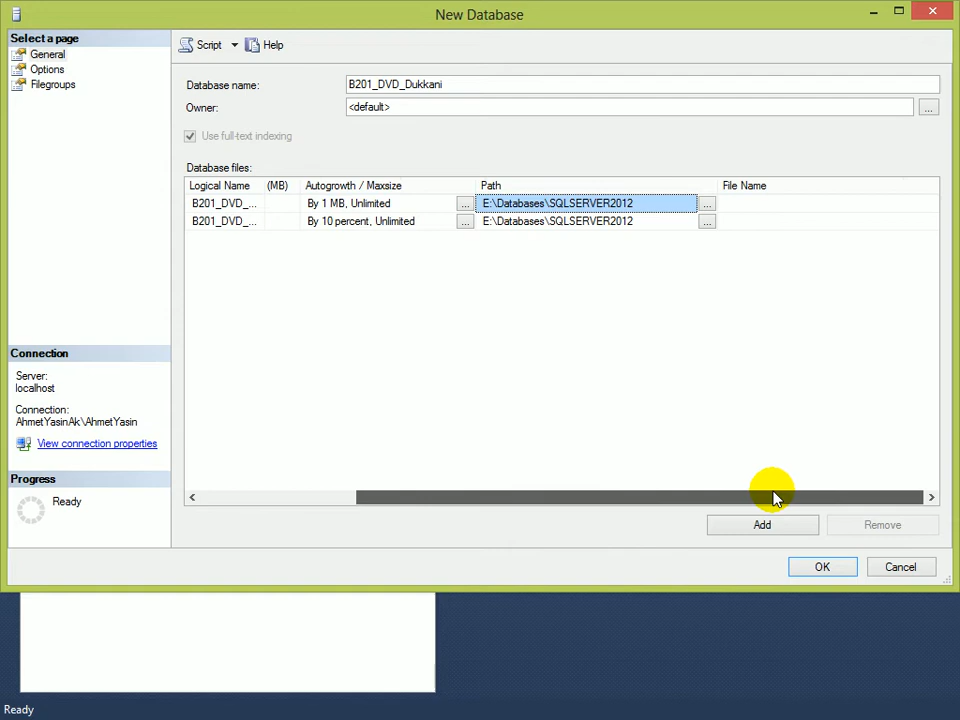 New Database
Select a page
General
Options
Filegroups
Script
Help
Database name:
B201_DVD_Dukkani
Owner:
<default>
...
Use full-text indexing
Database files:
Logical Name (MB) Autogrowth / Maxsize Path File Name
B201_DVD_... By 1 MB, Unlimited ... E:\Databases\SQLSERVER2012 ...
B201_DVD_... By 10 percent, Unlimited ... E:\Databases\SQLSERVER2012 ...
Connection
Server:
localhost
Connection:
AhmetYasinAk\AhmetYasin
View connection properties
Progress
Ready
Add
Remove
OK
Cancel
Ready